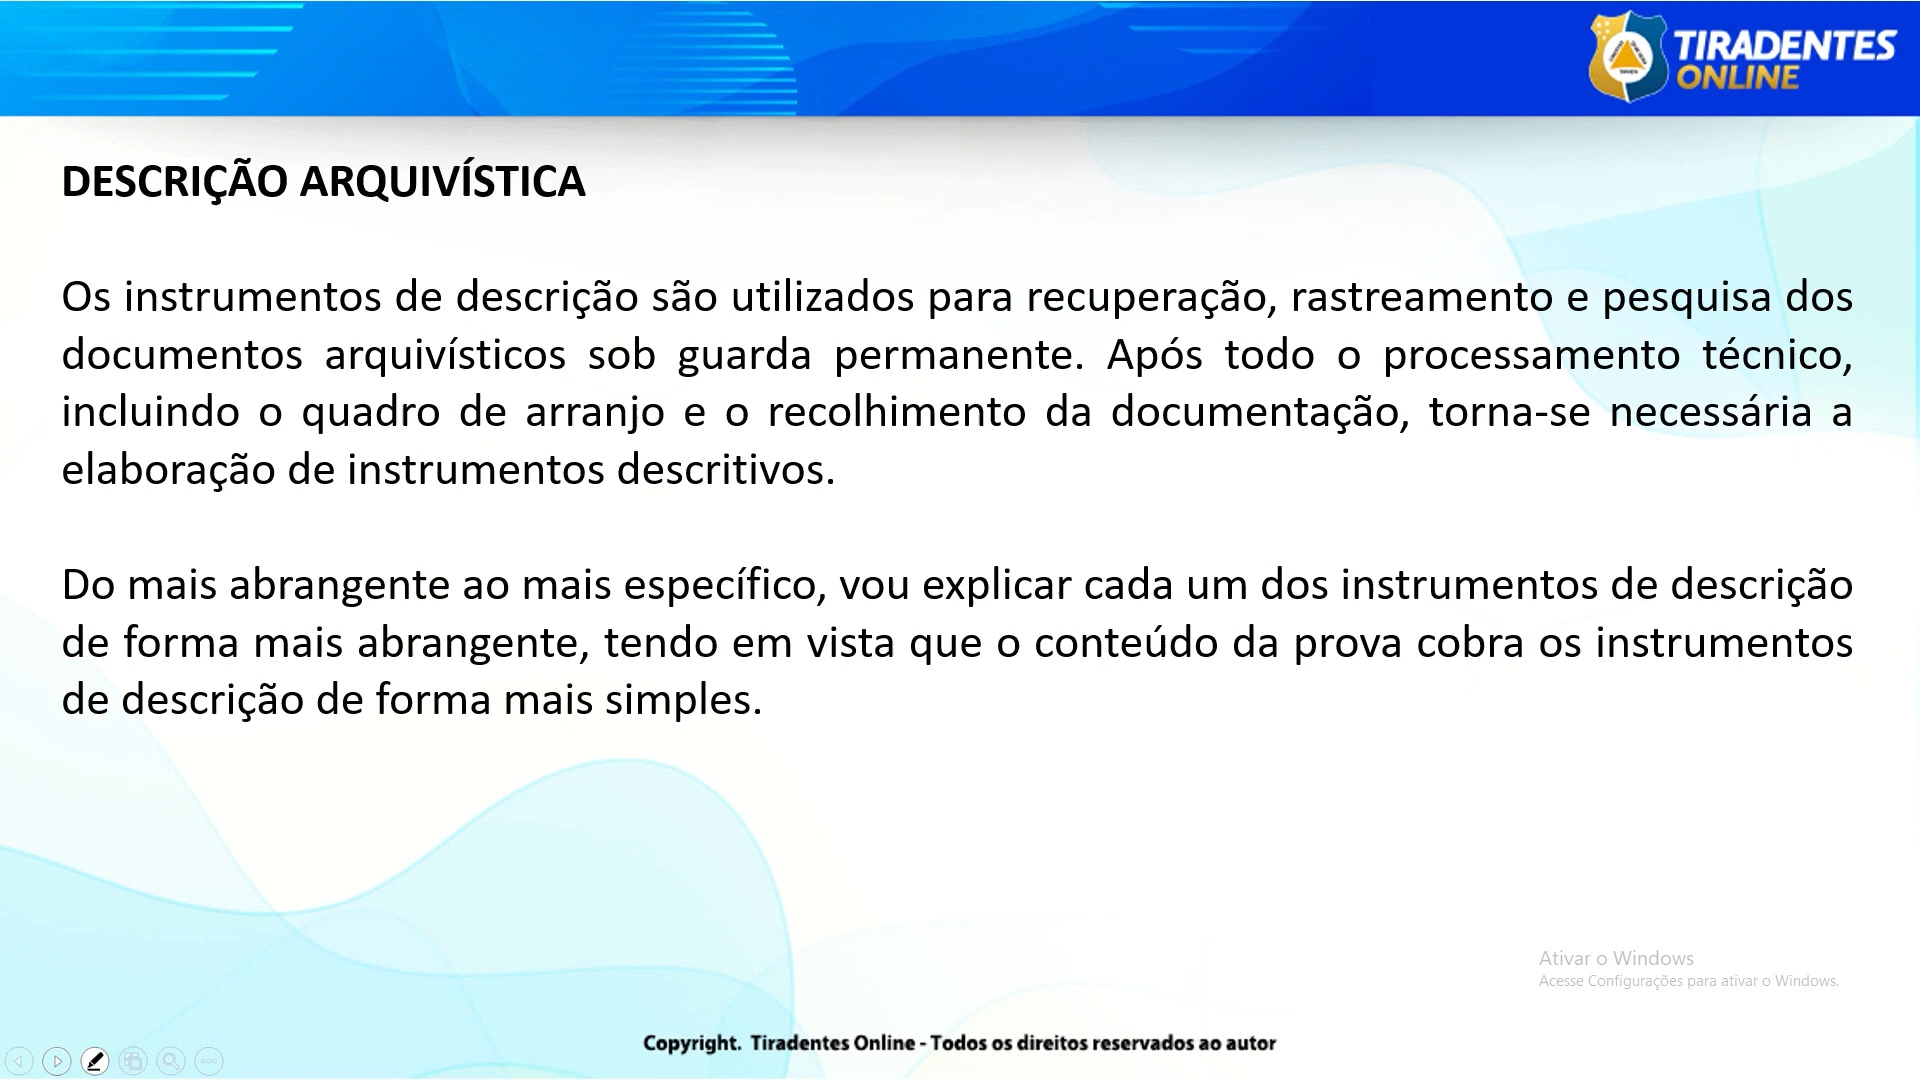 TIRADENTES
ONLINE
DESCRIÇÃO ARQUIVÍSTICA
Os instrumentos de descrição são utilizados para recuperação, rastreamento e pesquisa dos
documentos arquivísticos sob guarda permanente. Após todo o processamento técnico,
incluindo o quadro de arranjo e o recolhimento da documentação, torna-se necessária a
elaboração de instrumentos descritivos.
Do mais abrangente ao mais específico, vou explicar cada um dos instrumentos de descrição
de forma mais abrangente, tendo em vista que o conteúdo da prova cobra os instrumentos
de descrição de forma mais simples.
Ativar o Windows
Acesse Configurações para ativar o Windows.
Copyright. Tiradentes Online - Todos os direitos reservados ao autor